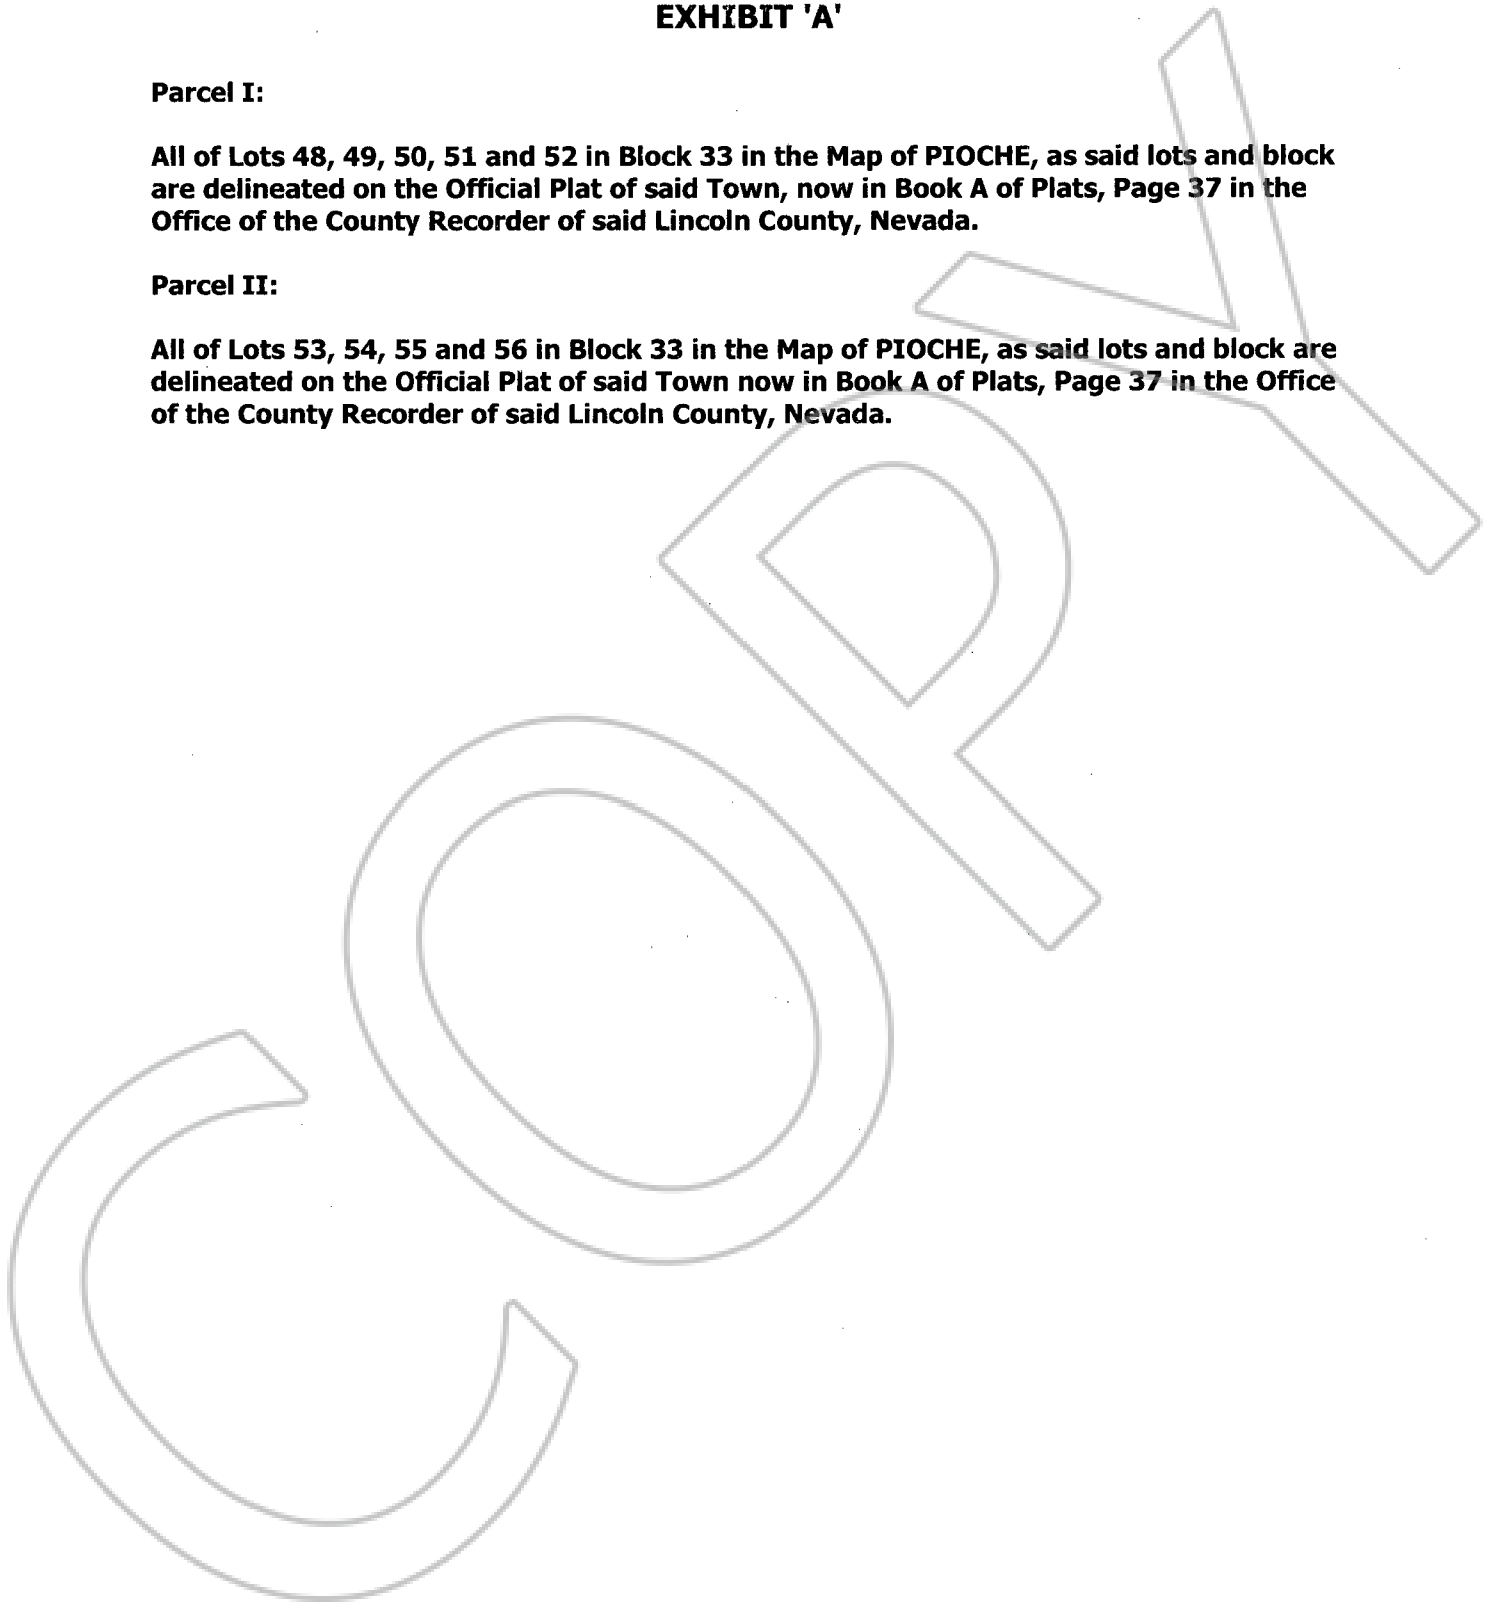 EXHIBIT 'A'
Parcel I:
All of Lots 48, 49, 50, 51 and 52 in Block 33 in the Map of PIOCHE, as said lots and block
are delineated on the Official Plat of said Town, now in Book A of Plats, Page 37 in the
Office of the County Recorder of said Lincoln County, Nevada.
Parcel II:
All of Lots 53, 54, 55 and 56 in Block 33 in the Map of PIOCHE, as said lots and block are
delineated on the Official Plat of said Town now in Book A of Plats, Page 37 in the Office
of the County Recorder of said Lincoln County, Nevada.
COPY